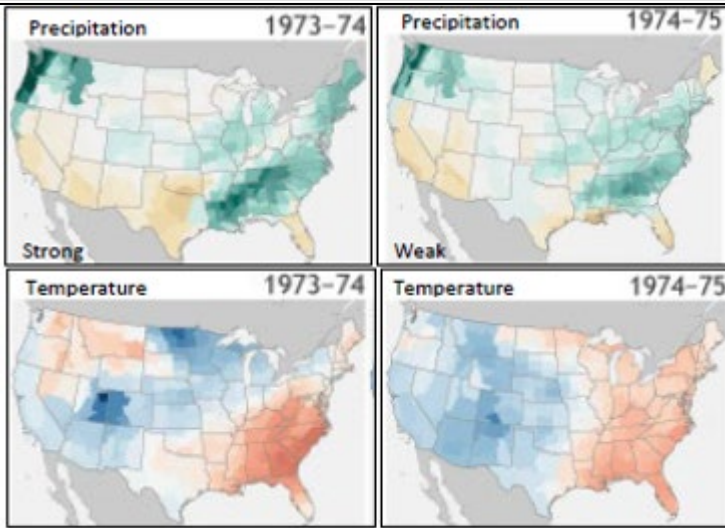 Precipitation 1973–74
Strong
Precipitation 1974–75
Weak
Temperature 1973–74
Temperature 1974–75